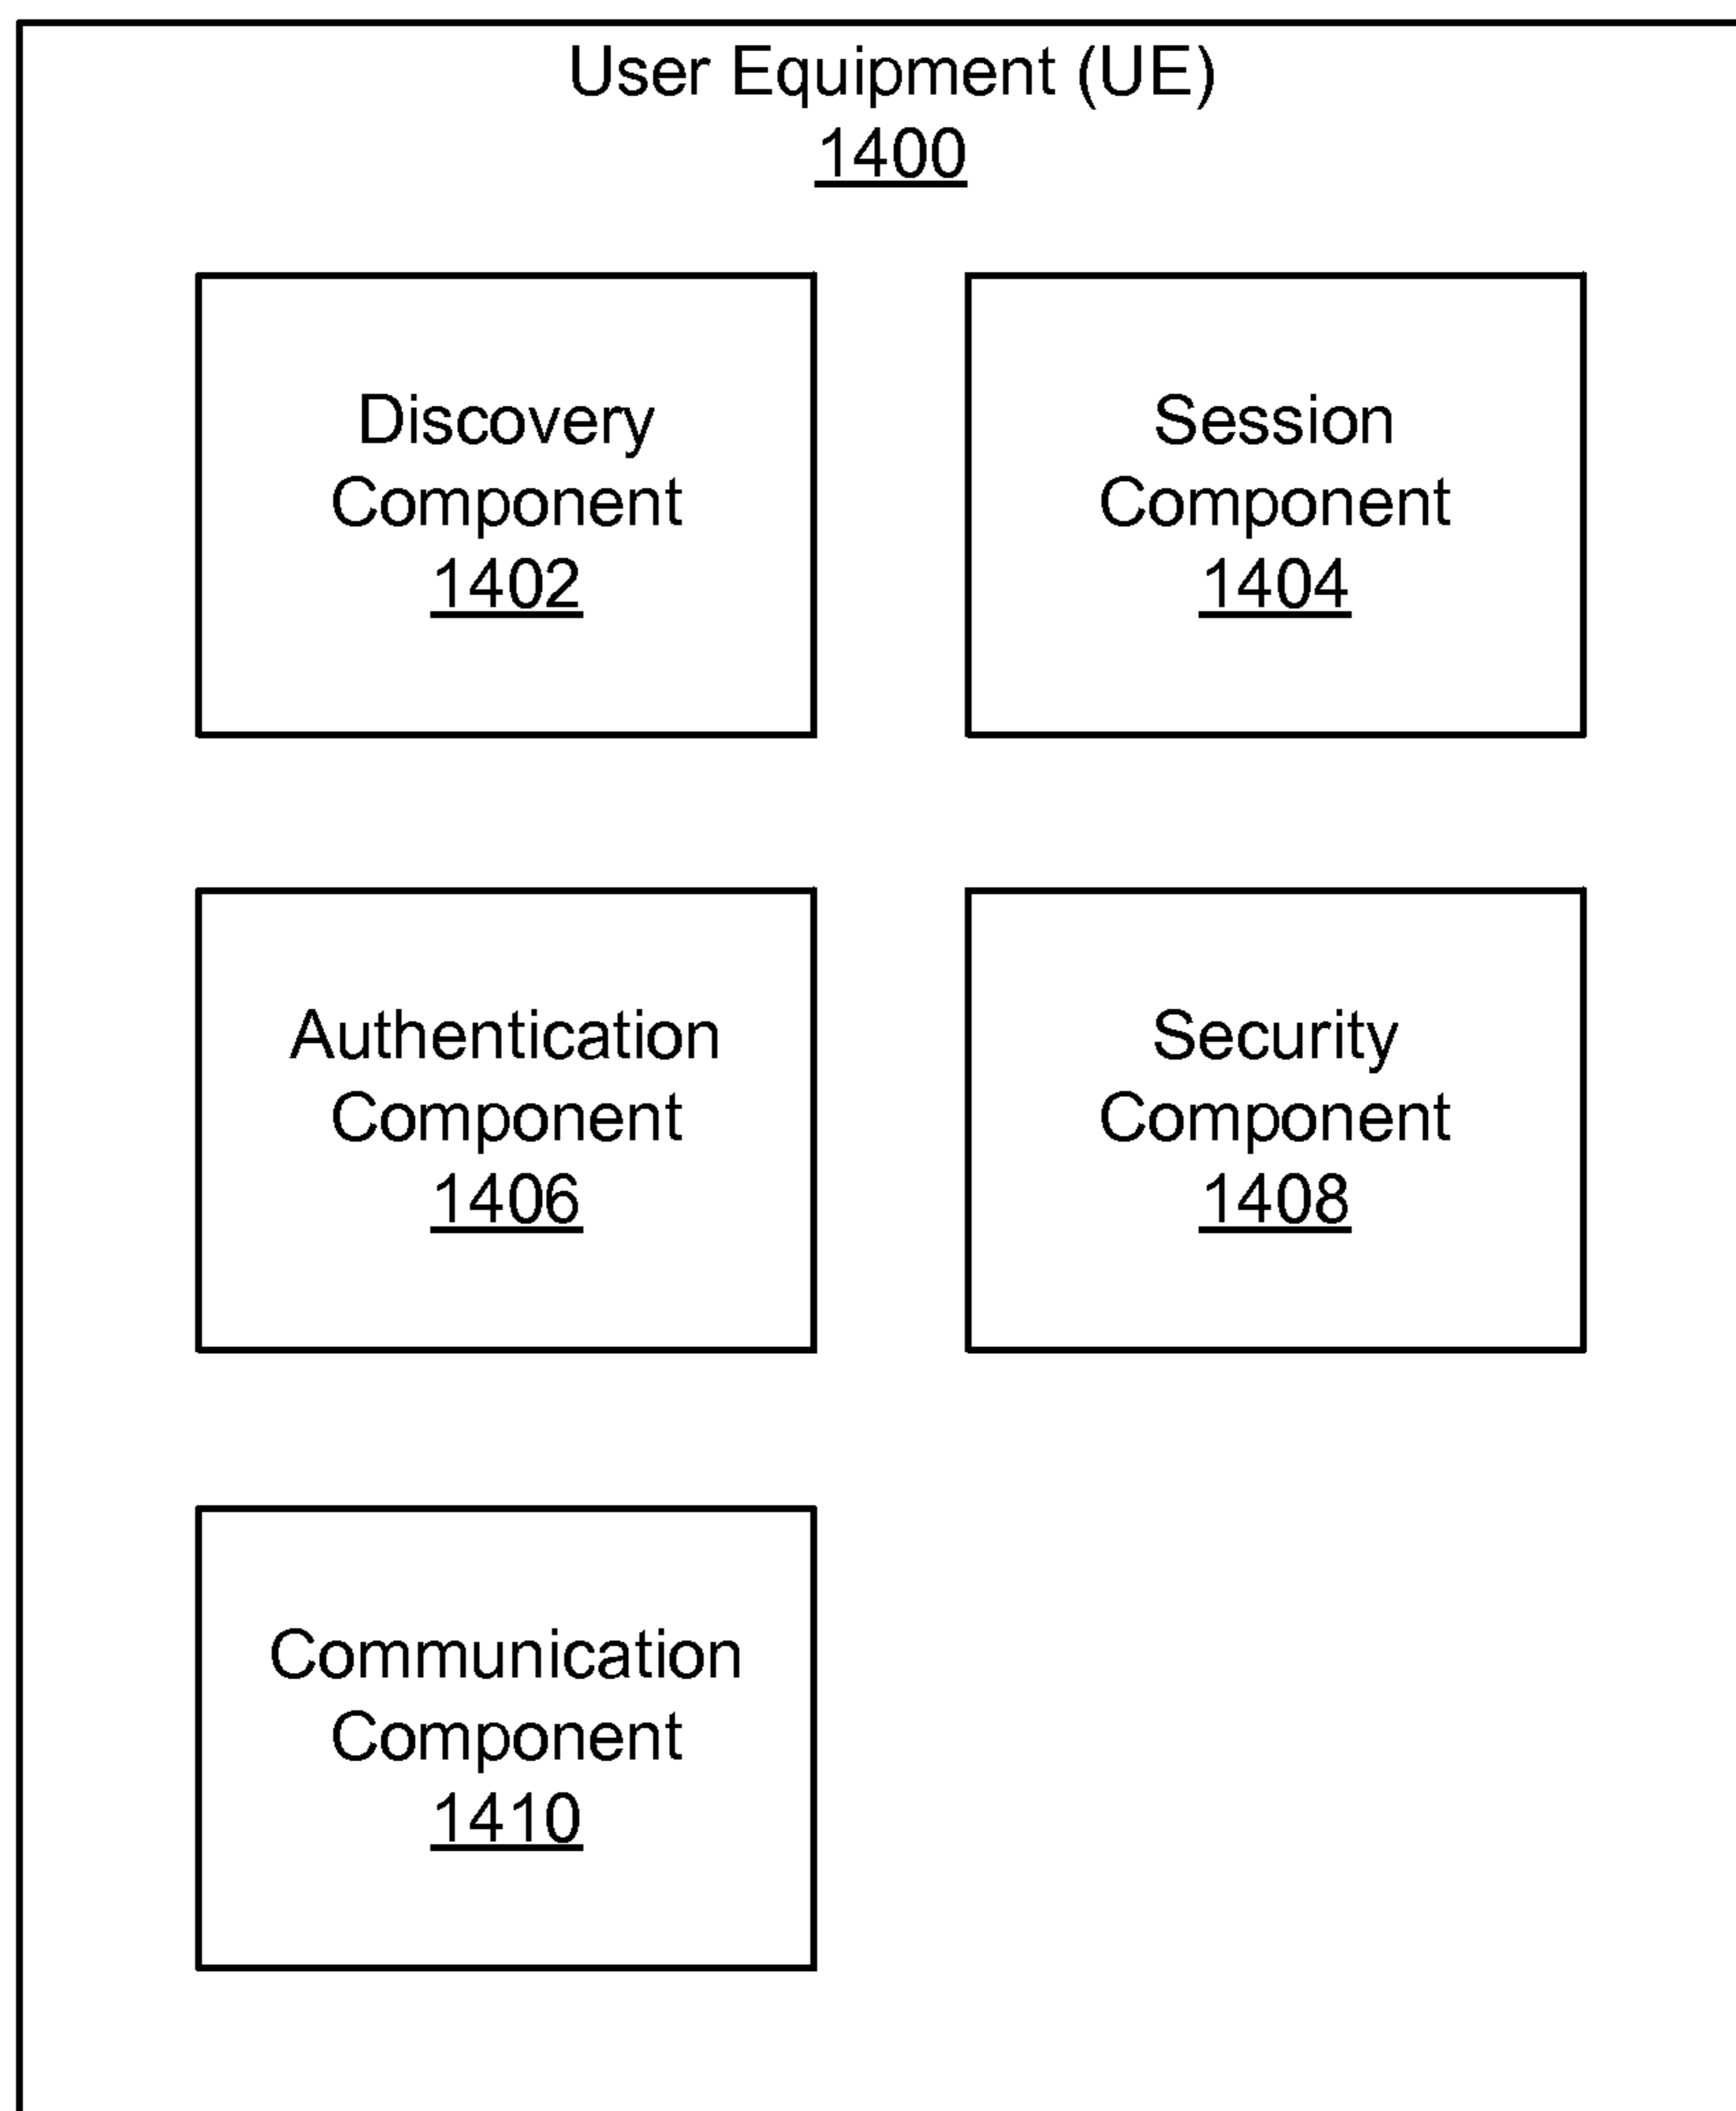 User Equipment (UE)
1400
Discovery
Component
1402
Session
Component
1404
Authentication
Component
1406
Security
Component
1408
Communication
Component
1410